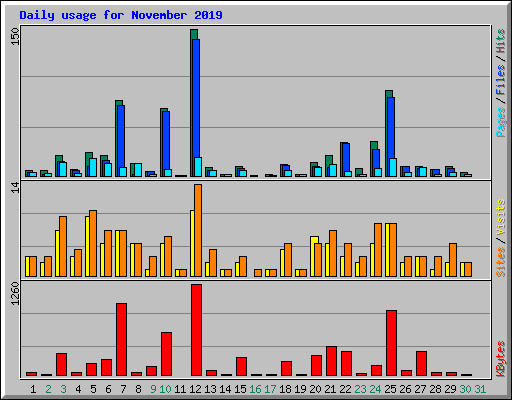 Daily usage for November 2019
150
Pages / Files / Hits
14
Sites / Visits
1260
KBytes
1 2 3 4 5 6 7 8 9 10 11 12 13 14 15 16 17 18 19 20 21 22 23 24 25 26 27 28 29 30 31